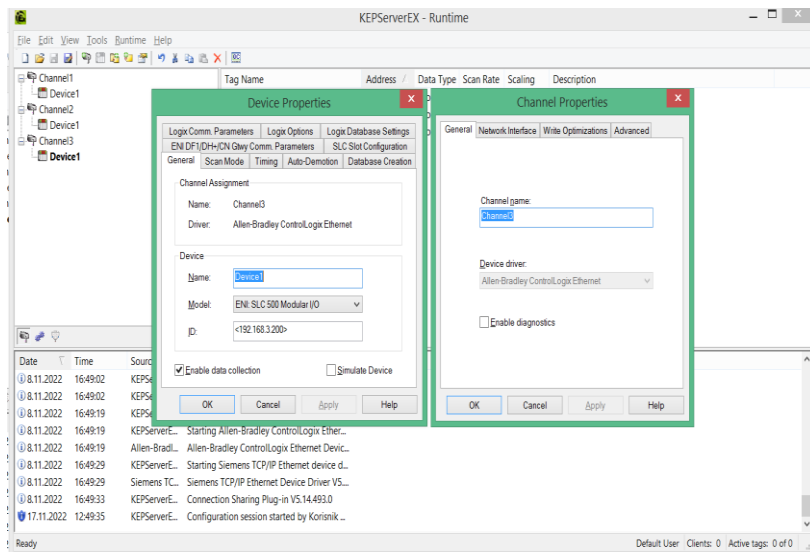 KEPServerEX - Runtime
File Edit View Tools Runtime Help
Channel1
Device1
Channel2
Device1
Channel3
Device1
Tag Name Address Data Type Scan Rate Scaling Description
Device Properties
Logix Comm. Parameters Logix Options Logix Database Settings
ENI DF1/DH+/CN Gtwy Comm. Parameters SLC Slot Configuration
General Scan Mode Timing Auto-Demotion Database Creation
Channel Assignment
Name: Channel3
Driver: Allen-Bradley ControlLogix Ethernet
Device
Name: Device1
Model: ENI: SLC 500 Modular I/O
ID: <192.168.3.200>
Enable data collection Simulate Device
OK Cancel Apply Help
Channel Properties
General Network Interface Write Optimizations Advanced
Channel name:
Channel3
Device driver:
Allen-Bradley ControlLogix Ethernet
Enable diagnostics
OK Cancel Apply Help
Date Time Sourc
8.11.2022 16:49:02 KEPSe
8.11.2022 16:49:02 KEPSe
8.11.2022 16:49:19 KEPSe
8.11.2022 16:49:19 KEPServerE... Starting Allen-Bradley ControlLogix Ether...
8.11.2022 16:49:19 Allen-Bradl... Allen-Bradley ControlLogix Ethernet Devic...
8.11.2022 16:49:29 KEPServerE... Starting Siemens TCP/IP Ethernet device d...
8.11.2022 16:49:29 Siemens TC... Siemens TCP/IP Ethernet Device Driver V5....
8.11.2022 16:49:33 KEPServerE... Connection Sharing Plug-in V5.14.493.0
17.11.2022 12:49:35 KEPServerE... Configuration session started by Korisnik ...
Ready Default User Clients: 0 Active tags: 0 of 0